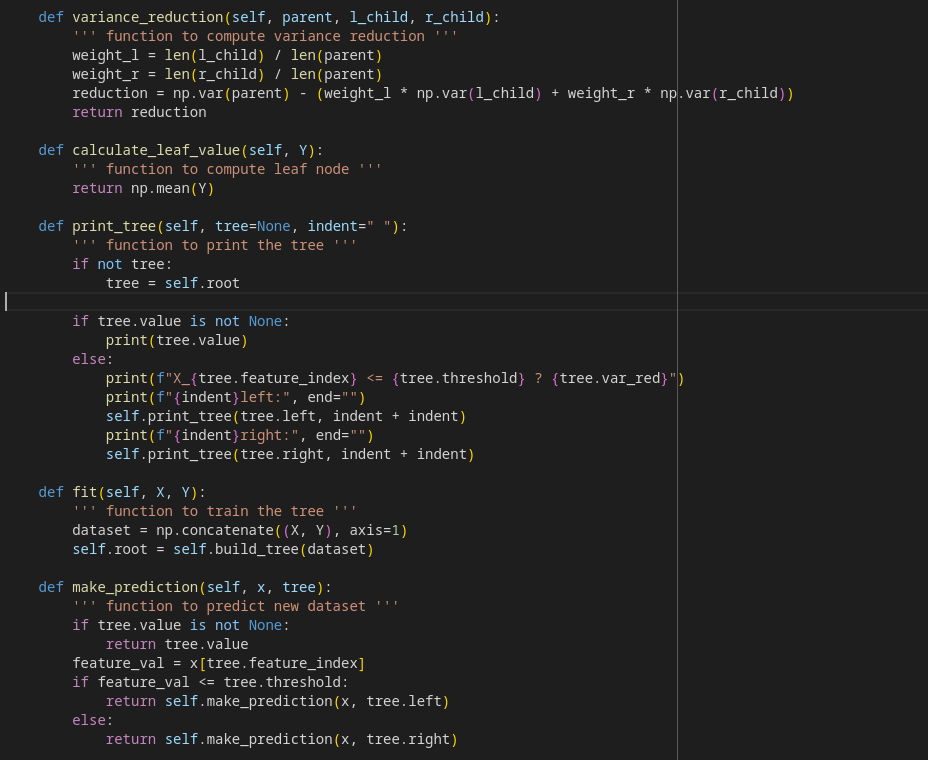 def variance_reduction(self, parent, l_child, r_child):
        ''' function to compute variance reduction '''
        weight_l = len(l_child) / len(parent)
        weight_r = len(r_child) / len(parent)
        reduction = np.var(parent) - (weight_l * np.var(l_child) + weight_r * np.var(r_child))
        return reduction

    def calculate_leaf_value(self, Y):
        ''' function to compute leaf node '''
        return np.mean(Y)

    def print_tree(self, tree=None, indent=" "):
        ''' function to print the tree '''
        if not tree:
            tree = self.root

        if tree.value is not None:
            print(tree.value)
        else:
            print(f"X_{tree.feature_index} <= {tree.threshold} ? {tree.var_red}")
            print(f"{indent}left:", end="")
            self.print_tree(tree.left, indent + indent)
            print(f"{indent}right:", end="")
            self.print_tree(tree.right, indent + indent)

    def fit(self, X, Y):
        ''' function to train the tree '''
        dataset = np.concatenate((X, Y), axis=1)
        self.root = self.build_tree(dataset)

    def make_prediction(self, x, tree):
        ''' function to predict new dataset '''
        if tree.value is not None:
            return tree.value
        feature_val = x[tree.feature_index]
        if feature_val <= tree.threshold:
            return self.make_prediction(x, tree.left)
        else:
            return self.make_prediction(x, tree.right)